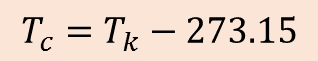 T_c = T_k − 273.15